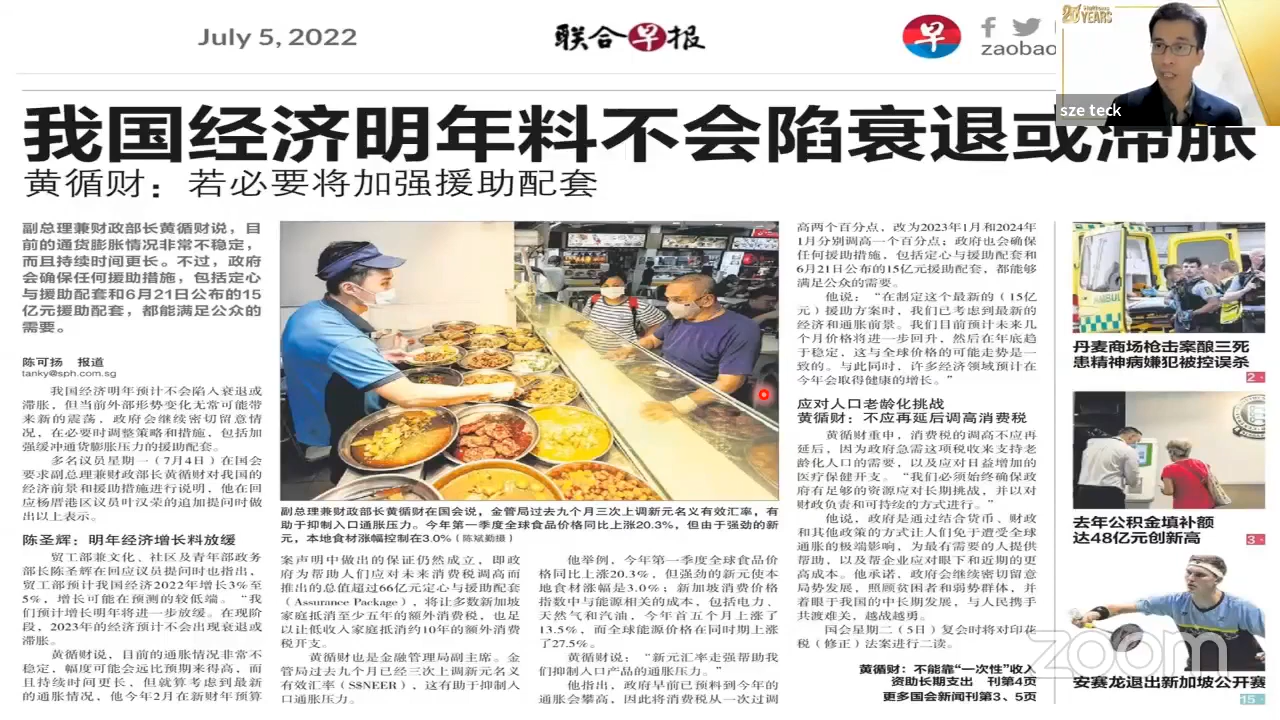 July 5, 2022
联合早报
早
zaobao
20 YEARS
sze teck
我国经济明年料不会陷衰退或滞胀
黄循财：若必要将加强援助配套
副总理兼财政部长黄循财说，目
前的通货膨胀情况非常不稳定，
而且持续时间更长。不过，政府
会确保任何援助措施，包括定心
与援助配套和6月21日公布的15
亿元援助配套，都能满足公众的
需要。
陈可扬 报道
tanky@sph.com.sg
我国经济明年预计不会陷入衰退或
滞胀，但当前外部形势变化无常可能带
来新的震荡，政府会继续密切留意情
况，在必要时调整策略和措施，包括加
强缓冲通货膨胀压力的援助配套。
多名议员星期一（7月4日）在国会
要求副总理兼财政部长黄循财对我国的
经济前景和援助措施进行说明，他在回
应杨厝港区议员叶汉荣的追加提问时做
出以上表示。
陈圣辉：明年经济增长料放缓
贸工部兼文化、社区及青年部政务
部长陈圣辉在回应议员提问时也指出，
贸工部预计我国经济2022年增长3%至
5%，增长可能在预测的较低端。“我
们预计增长明年将进一步放缓。在现阶
段，2023年的经济预计不会出现衰退或
滞胀。
黄循财说，目前的通胀情况非常不
稳定，幅度可能会远比预期来得高，而
且持续时间更长，但就算考虑到最新
的通胀情况，他今年2月在新财年预算
副总理兼财政部长黄循财在国会说，金管局过去九个月三次上调新元名义有效汇率，有
助于抑制入口通胀压力。今年第一季度全球食品价格同比上涨20.3%，但由于强劲的新
元，本地食材涨幅控制在3.0%（陈斌勤摄）
案声明中做出的保证仍然成立，即政
府为帮助人们应对未来消费税调高而
推出的总值超过66亿元定心与援助配套
（Assurance Package），将让多数新加坡
家庭抵消至少五年的额外消费税，也足
以让低收入家庭抵消约10年的额外消费
税开支。
黄循财也是金融管理局副主席。金
管局过去九个月已经三次上调新元名义
有效汇率（S$NEER），这有助于抑制入
口通胀压力。
他举例，今年第一季度全球食品价
格同比上涨20.3%，但强劲的新元使本
地食材涨幅是3.0%；新加坡消费价格
指数中与能源相关的成本，包括电力、
天然气和汽油，今年首五个月上涨了
13.5%，而全球能源价格在同时期上涨
了27.5%。
黄循财说：“新元汇率走强帮助我
们抑制入口产品的通胀压力。”
他指出，政府早前已预料到今年的
通胀会攀高，因此将消费税从一次过调
高两个百分点，改为2023年1月和2024年
1月分别调高一个百分点；政府也会确保
任何援助措施，包括定心与援助配套和
6月21日公布的15亿元援助配套，都能够
满足公众的需要。
他说：“在制定这个最新的（15亿
元）援助方案时，我们已考虑到最新的
经济和通胀前景。我们目前预计未来几
个月价格将进一步回升，然后在年底趋
于稳定，这与全球价格的可能走势是一
致的。与此同时，许多经济领域预计在
今年会取得健康的增长。”
应对人口老龄化挑战
黄循财：不应再延后调高消费税
黄循财重申，消费税的调高不应再
延后，因为政府急需这项税收来支持老
龄化人口的需要，以及应对日益增加的
医疗保健开支。“我们必须始终确保政
府有足够的资源应对长期挑战，并以对
财政负责和可持续的方式进行。”
他说，政府是通过结合货币、财政
和其他政策的方式让人们免于遭受全球
通胀的极端影响，为最有需要的人提供
帮助，以及帮企业应对眼下和近期的更
高成本。他承诺，政府会继续密切留意
局势发展，照顾贫困者和弱势群体，并
着眼于我国的中长期发展，与人民携手
共渡难关，越战越勇。
国会星期二（5日）复会时将对印花
税（修正）法案进行二读。
黄循财：不能靠“一次性”收入
资助长期支出 刊第4页
更多国会新闻刊第3、5页
丹麦商场枪击案酿三死
患精神病嫌犯被控误杀
2
去年公积金填补额
达48亿元创新高
3
安赛龙退出新加坡公开赛
15
zoom